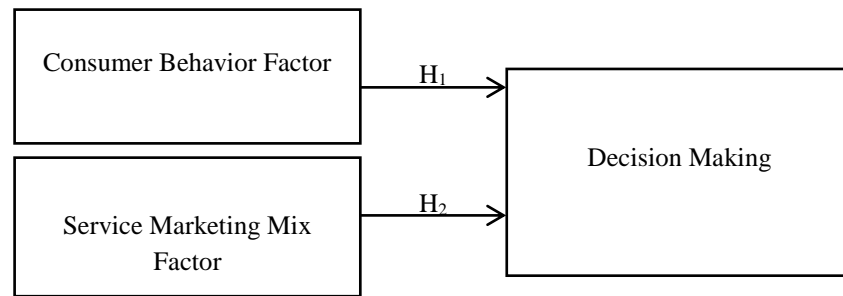 Consumer Behavior Factor
H₁
Decision Making
H₂
Service Marketing Mix
Factor